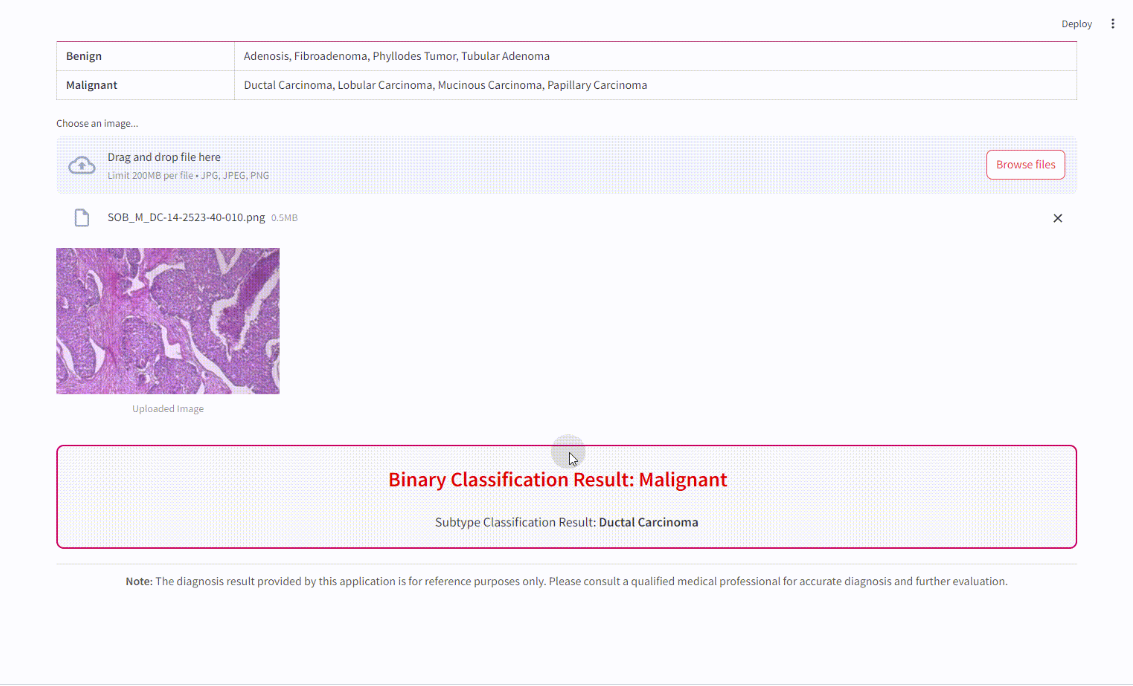 Deploy
Benign Adenosis, Fibroadenoma, Phyllodes Tumor, Tubular Adenoma
Malignant Ductal Carcinoma, Lobular Carcinoma, Mucinous Carcinoma, Papillary Carcinoma
Choose an image...
Drag and drop file here
Limit 200MB per file • JPG, JPEG, PNG
Browse files
SOB_M_DC-14-2523-40-010.png 0.5MB
Uploaded Image
Binary Classification Result: Malignant
Subtype Classification Result: Ductal Carcinoma
Note: The diagnosis result provided by this application is for reference purposes only. Please consult a qualified medical professional for accurate diagnosis and further evaluation.